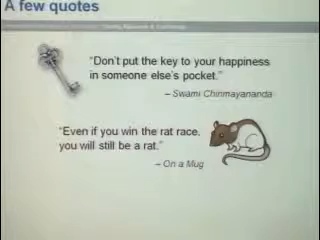 A few quotes
"Don't put the key to your happiness
in someone else's pocket."
– Swami Chinmayananda
"Even if you win the rat race,
you will still be a rat."
– On a Mug